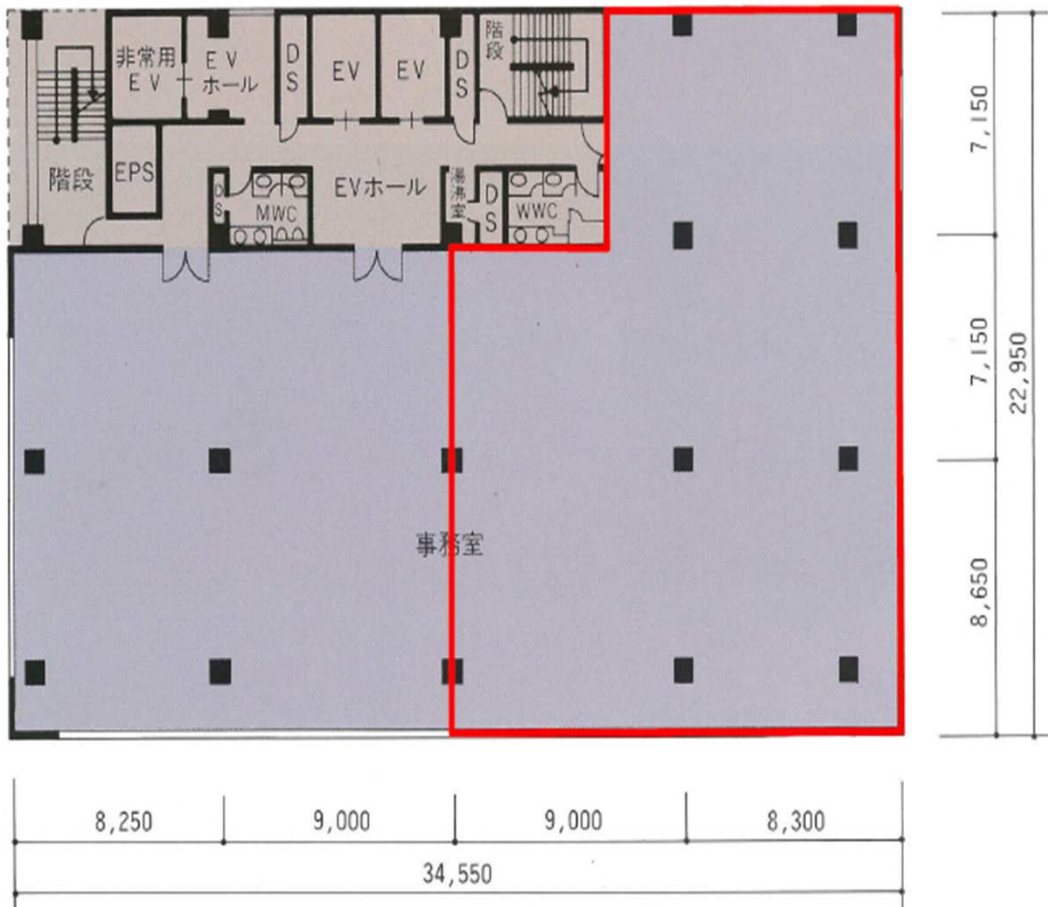 非常用
EV
EV
ホール
DS
EV
EV
DS
階段
階段
EPS
DS
MWC
EVホール
湯沸室
DS
WWC
事務室
7,150
7,150
8,650
22,950
8,250
9,000
9,000
8,300
34,550